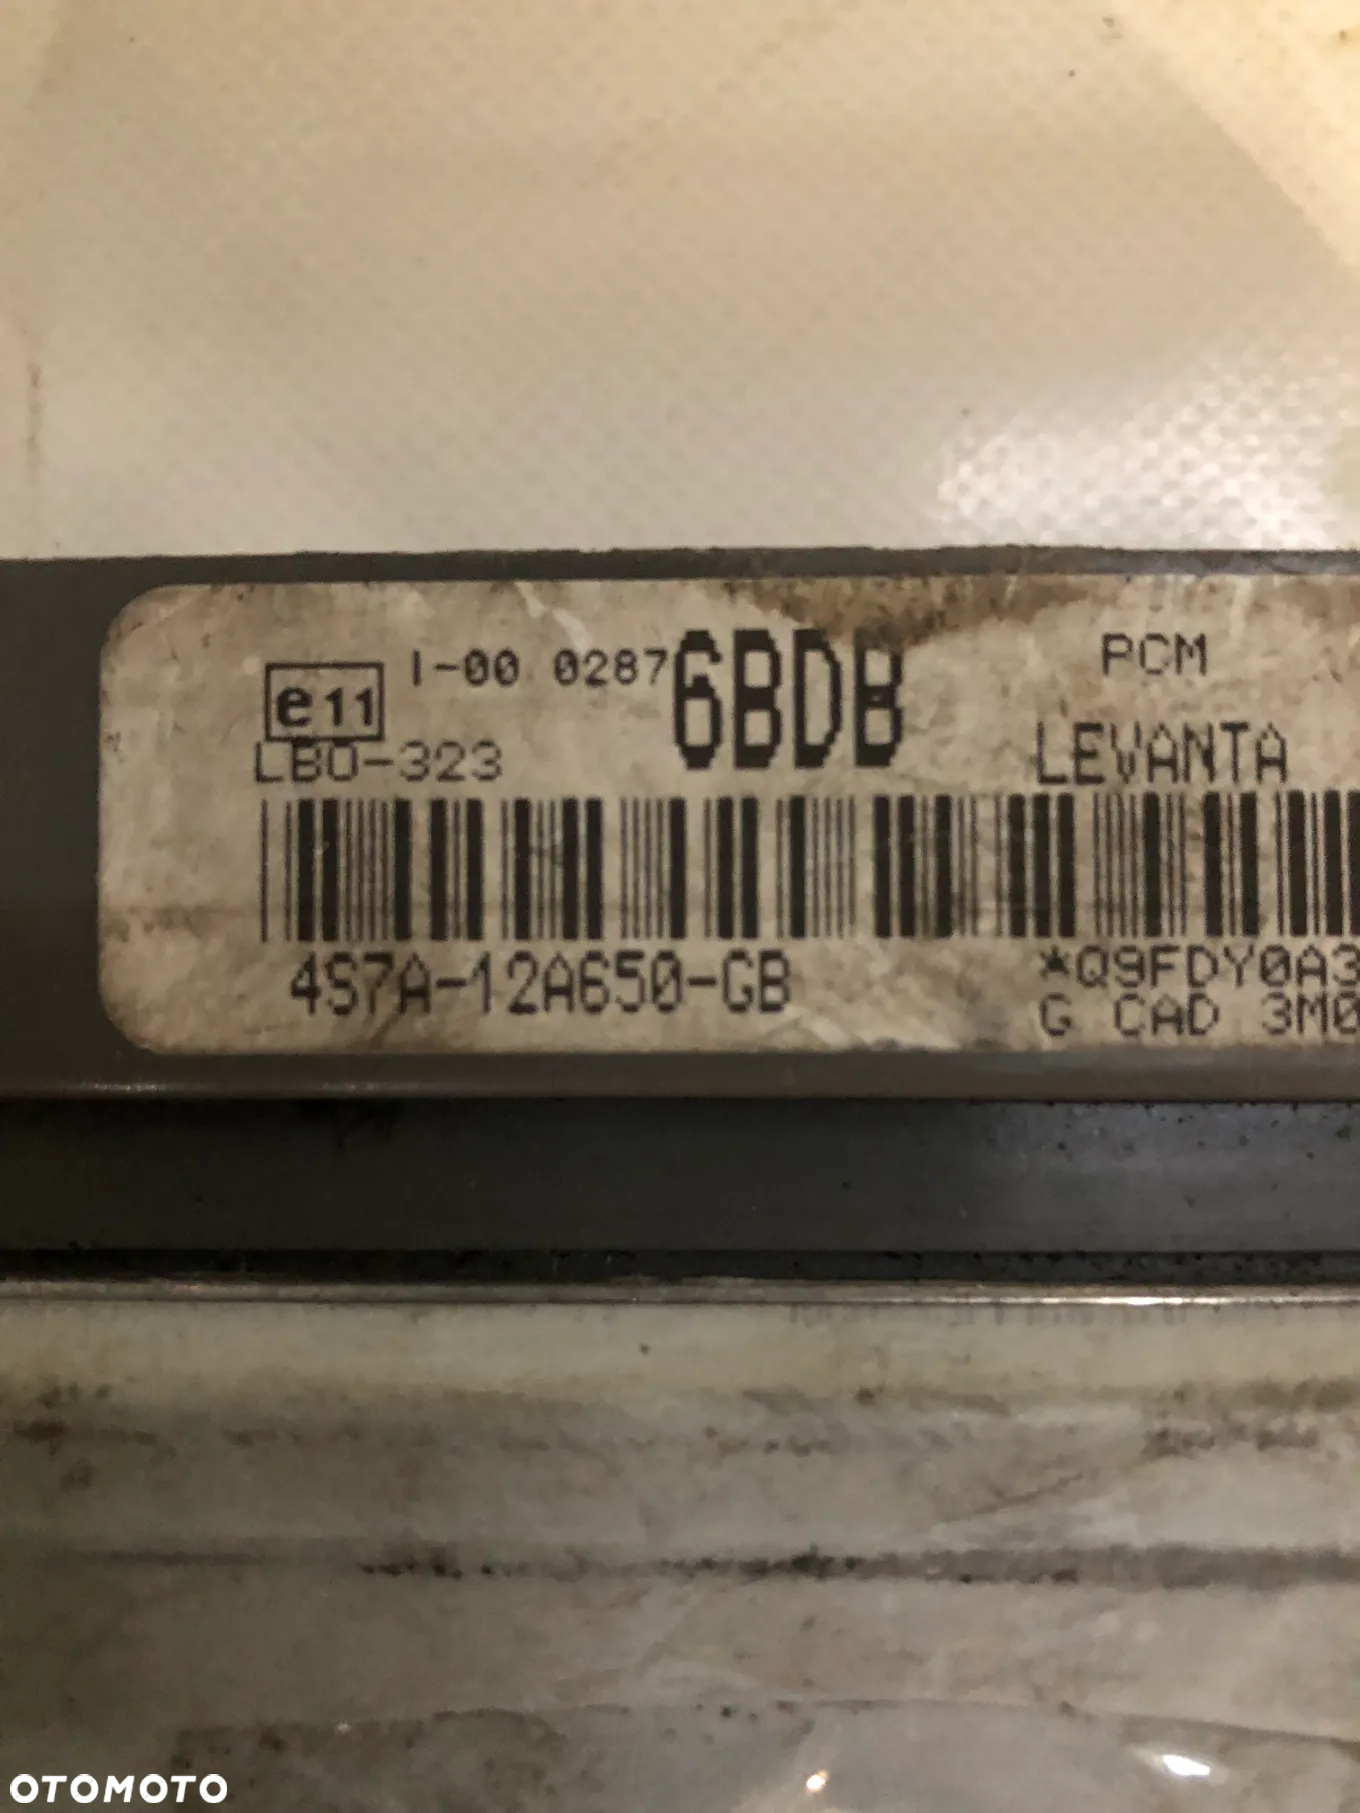 e11 I-00 0287 6BDB PCM
LBO-323 LEVANTA
4S7A-12A650-GB *Q9FDY0A3
G CAD 3M0
OTOMOTO